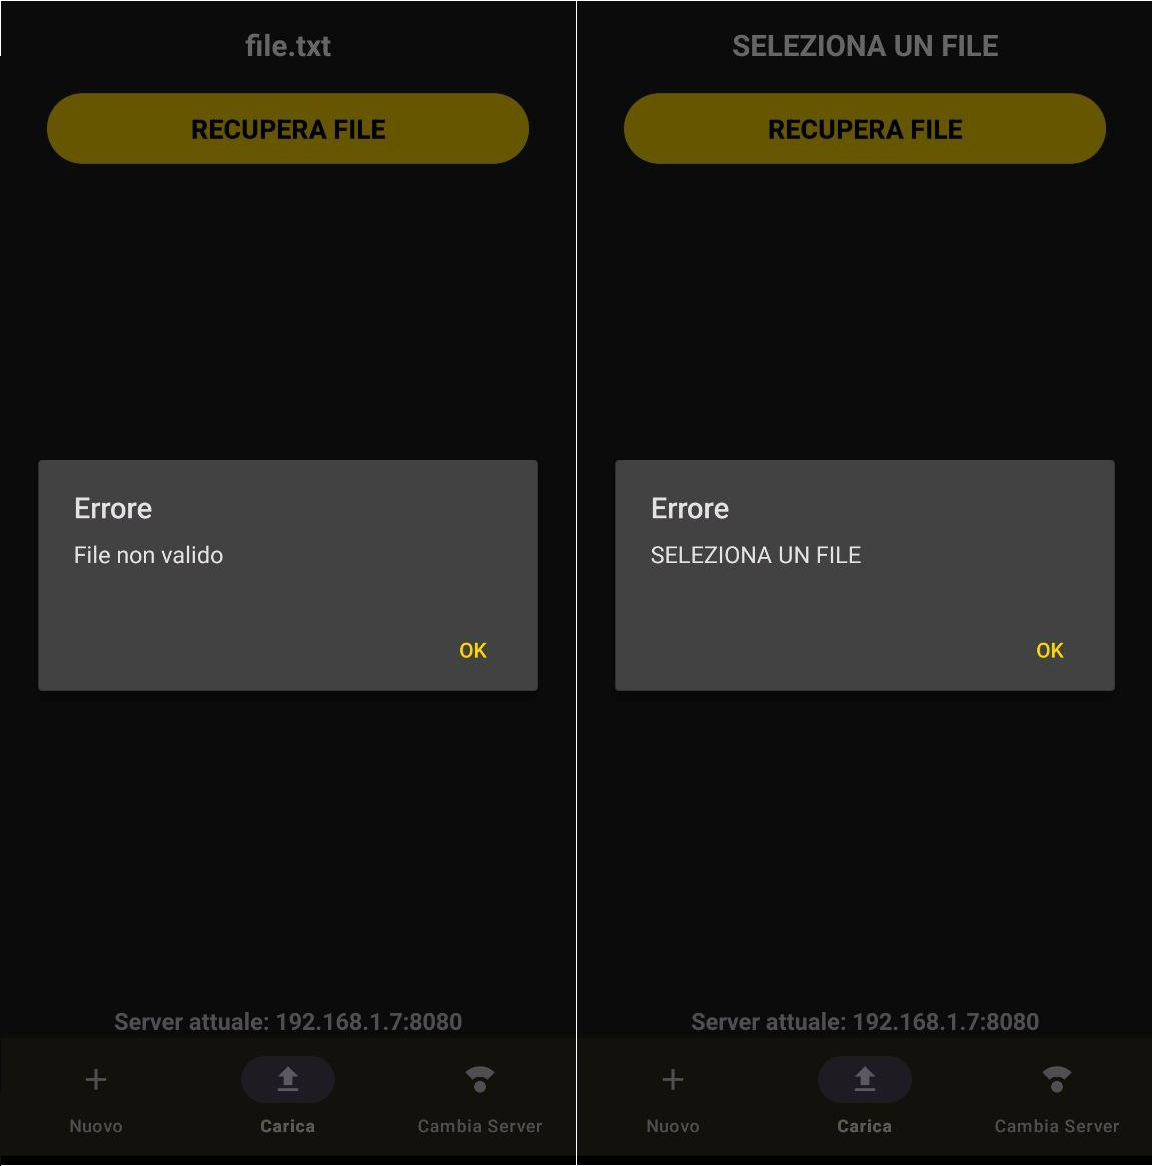 file.txt
RECUPERA FILE
Errore
File non valido
OK
Server attuale: 192.168.1.7:8080
Nuovo
Carica
Cambia Server
SELEZIONA UN FILE
RECUPERA FILE
Errore
SELEZIONA UN FILE
OK
Server attuale: 192.168.1.7:8080
Nuovo
Carica
Cambia Server